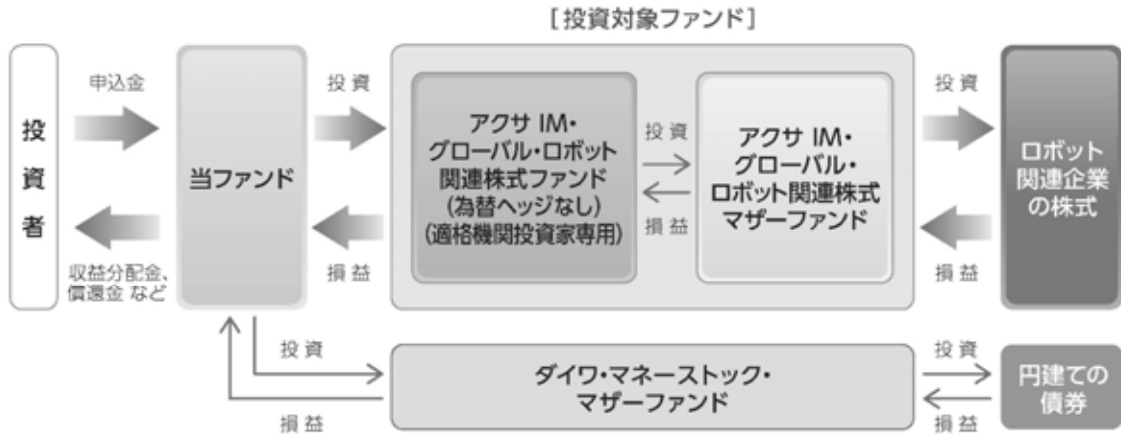 [投資対象ファンド]
投資者
申込金
収益分配金、
償還金 など
当ファンド
投資
損益
アクサ IM・
グローバル・ロボット
関連株式ファンド
(為替ヘッジなし)
(適格機関投資家専用)
投資
損益
アクサ IM・
グローバル・
ロボット関連株式
マザーファンド
投資
損益
ロボット
関連企業
の株式
投資
損益
ダイワ・マネーストック・
マザーファンド
投資
損益
円建ての
債券